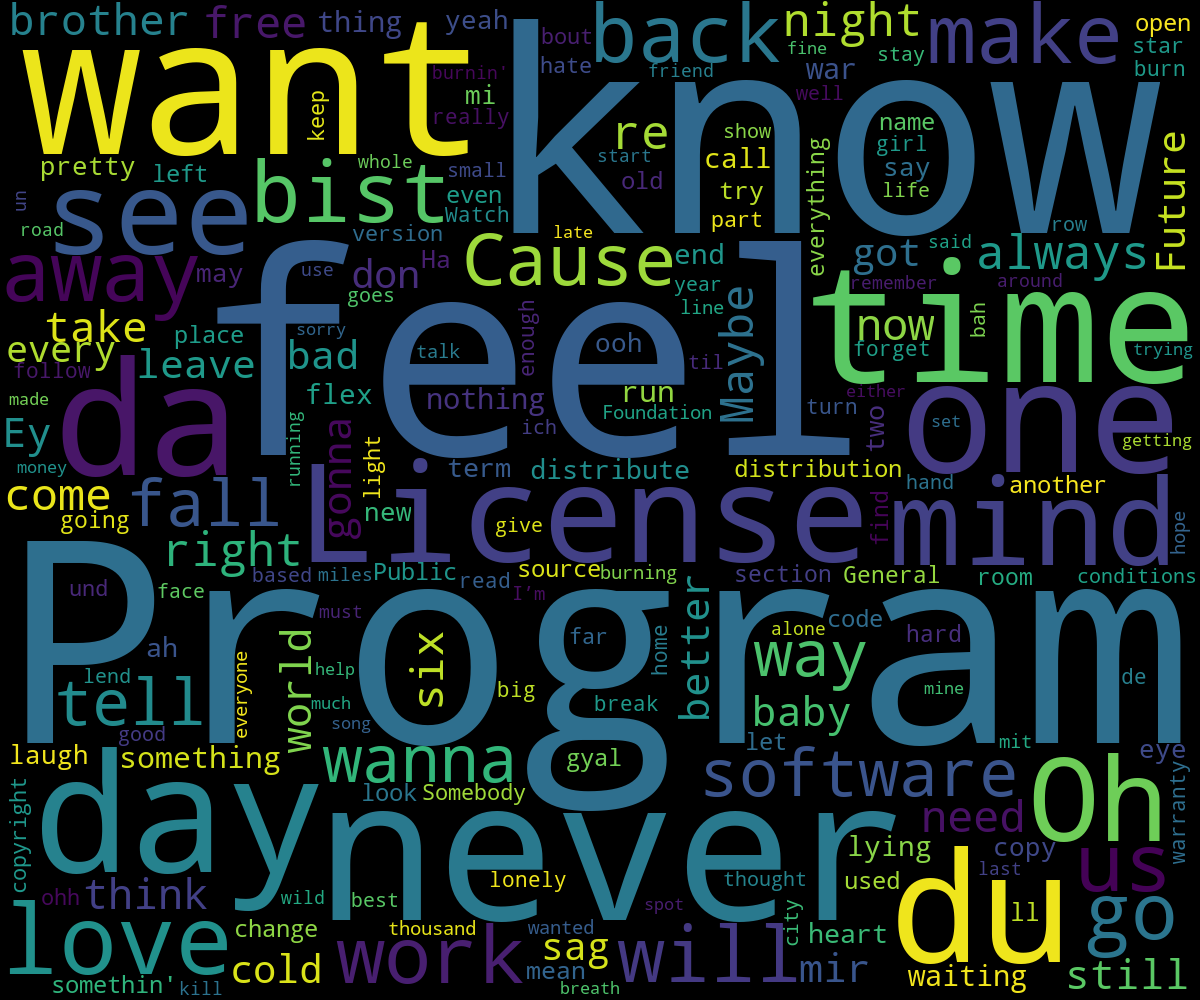 brother free thing yeah bout back night make open
want know burnin' hate friend fine stay star
keep mi really war well burn
pretty left whole small re show name
see bist even Watch start call girl
un road version old try say everything
away may use Ha part life row Future
late Cause end got said always
don goes year remember around
take place sorry enough ooh line Maybe time now bah
every leave bad talk til forget trying
follow da feel flex nothing run either
made Foundation turn two one set
Ey running ich getting
money gonna light term distribute distribution hand another
come fall License mind
going new give find hope
right based miles Public source burning section General room conditions
und face read I'm
Program must six far home better alone code hard
ah everyone world help way
lend tell much big break baby mine de
good song let mit
laugh something wanna gyal software Oh eye
copyright day look Somebody need warranty
never lying copy us
ohh think wild best lonely thought used last
love change thousand spot wanted city heart du ll go
cold work sag will mir waiting still
somethin' kill mean breath